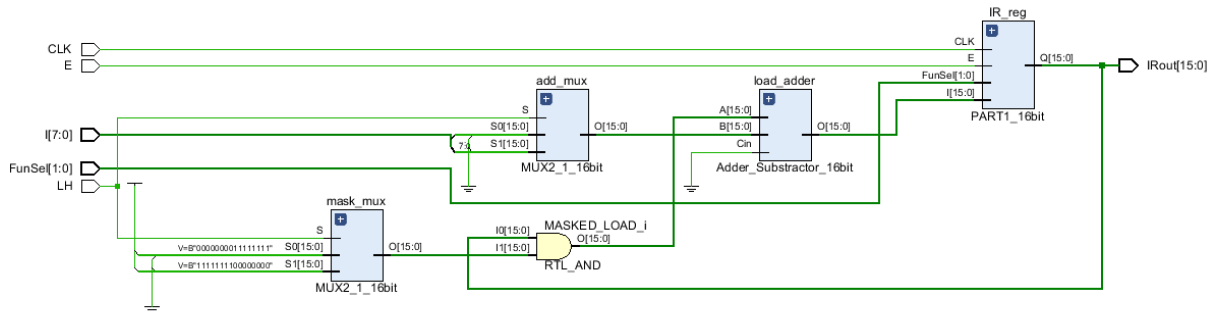 IR_reg
CLK
CLK
E
E
Q[15:0]
IRout[15:0]
FunSel[1:0]
I[15:0]
PART1_16bit
add_mux
load_adder
S
A[15:0]
I[7:0]
S0[15:0]
O[15:0]
B[15:0]
O[15:0]
7:0
S1[15:0]
Cin
MUX2_1_16bit
Adder_Substractor_16bit
FunSel[1:0]
LH
mask_mux
MASKED_LOAD_i
S
I0[15:0]
O[15:0]
V=B"0000000011111111"
S0[15:0]
O[15:0]
I1[15:0]
V=B"1111111100000000"
S1[15:0]
RTL_AND
MUX2_1_16bit